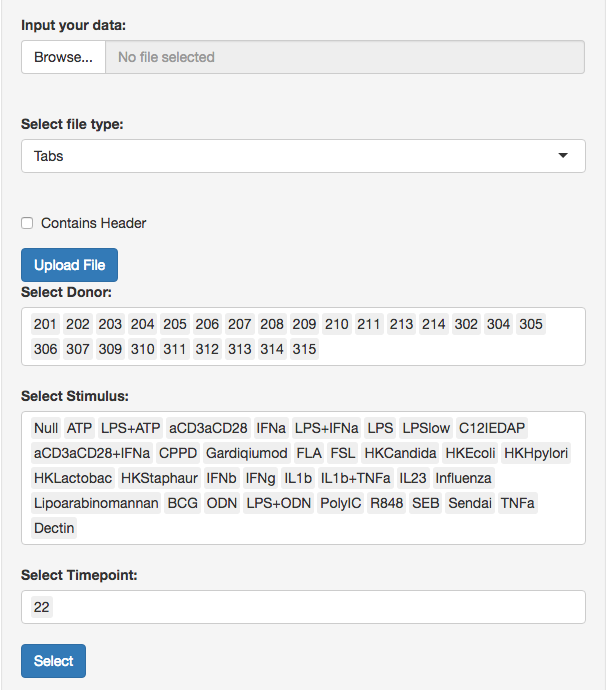 Input your data:
Browse... No file selected
Select file type:
Tabs
Contains Header
Upload File
Select Donor:
201 202 203 204 205 206 207 208 209 210 211 213 214 302 304 305
306 307 309 310 311 312 313 314 315
Select Stimulus:
Null ATP LPS+ATP aCD3aCD28 IFNa LPS+IFNa LPS LPSlow C12IEDAP
aCD3aCD28+IFNa CPPD Gardiqiumod FLA FSL HKCandida HKEcoli HKHpylori
HKLactobac HKStaphaur IFNb IFNg IL1b IL1b+TNFa IL23 Influenza
Lipoarabinomannan BCG ODN LPS+ODN PolyIC R848 SEB Sendai TNFa
Dectin
Select Timepoint:
22
Select